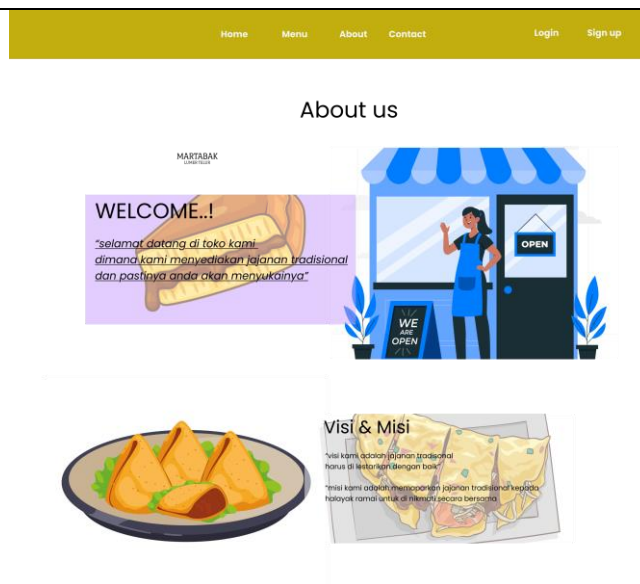 Home Menu About Contact Login Sign up
About us
MARTABAK
WELCOME..!
"selamat datang di toko kami
dimana kami menyediakan jajanan tradisional
dan pastinya anda akan menyukainya"
OPEN
WE
ARE
OPEN
Visi & Misi
"visi kami adalah jajanan tradisonal
harus di lestarikan dengan baik"
"misi kami adalah memaparkan jajanan tradisional kepada
halayak ramai untuk di nikmati secara bersama